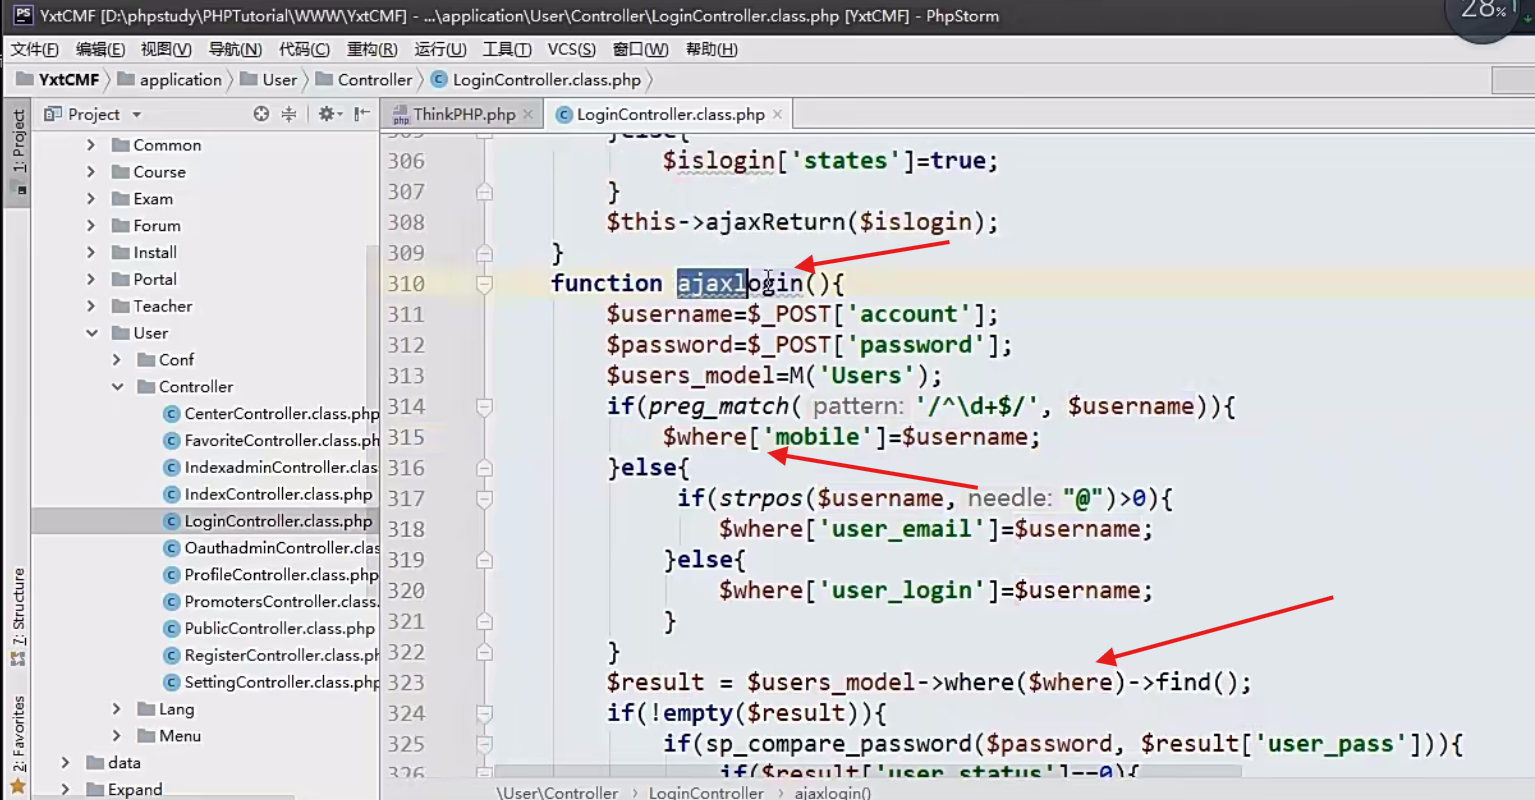 YxtCMF [D:\phpstudy\PHPTutorial\WWW\YxtCMF] - ...\application\User\Controller\LoginController.class.php [YxtCMF] - PhpStorm
28%
文件(F) 编辑(E) 视图(V) 导航(N) 代码(C) 重构(R) 运行(U) 工具(T) VCS(S) 窗口(W) 帮助(H)
YxtCMF application User Controller LoginController.class.php
1: Project
7: Structure
2: Favorites
Project
Common
Course
Exam
Forum
Install
Portal
Teacher
User
Conf
Controller
CenterController.class.php
FavoriteController.class.ph
IndexadminController.clas
IndexController.class.php
LoginController.class.php
OauthadminController.clas
ProfileController.class.php
PromotersController.class.
PublicController.class.php
RegisterController.class.ph
SettingController.class.php
Lang
Menu
data
Expand
ThinkPHP.php LoginController.class.php
305 }else{
306 $islogin['states']=true;
307 }
308 $this->ajaxReturn($islogin);
309 }
310 function ajaxlogin(){
311 $username=$_POST['account'];
312 $password=$_POST['password'];
313 $users_model=M('Users');
314 if(preg_match( pattern: '/^\d+$/', $username)){
315 $where['mobile']=$username;
316 }else{
317 if(strpos($username, needle: "@")>0){
318 $where['user_email']=$username;
319 }else{
320 $where['user_login']=$username;
321 }
322 }
323 $result = $users_model->where($where)->find();
324 if(!empty($result)){
325 if(sp_compare_password($password, $result['user_pass'])){
326 if($result['user_status']==0){
\User\Controller LoginController ajaxlogin()